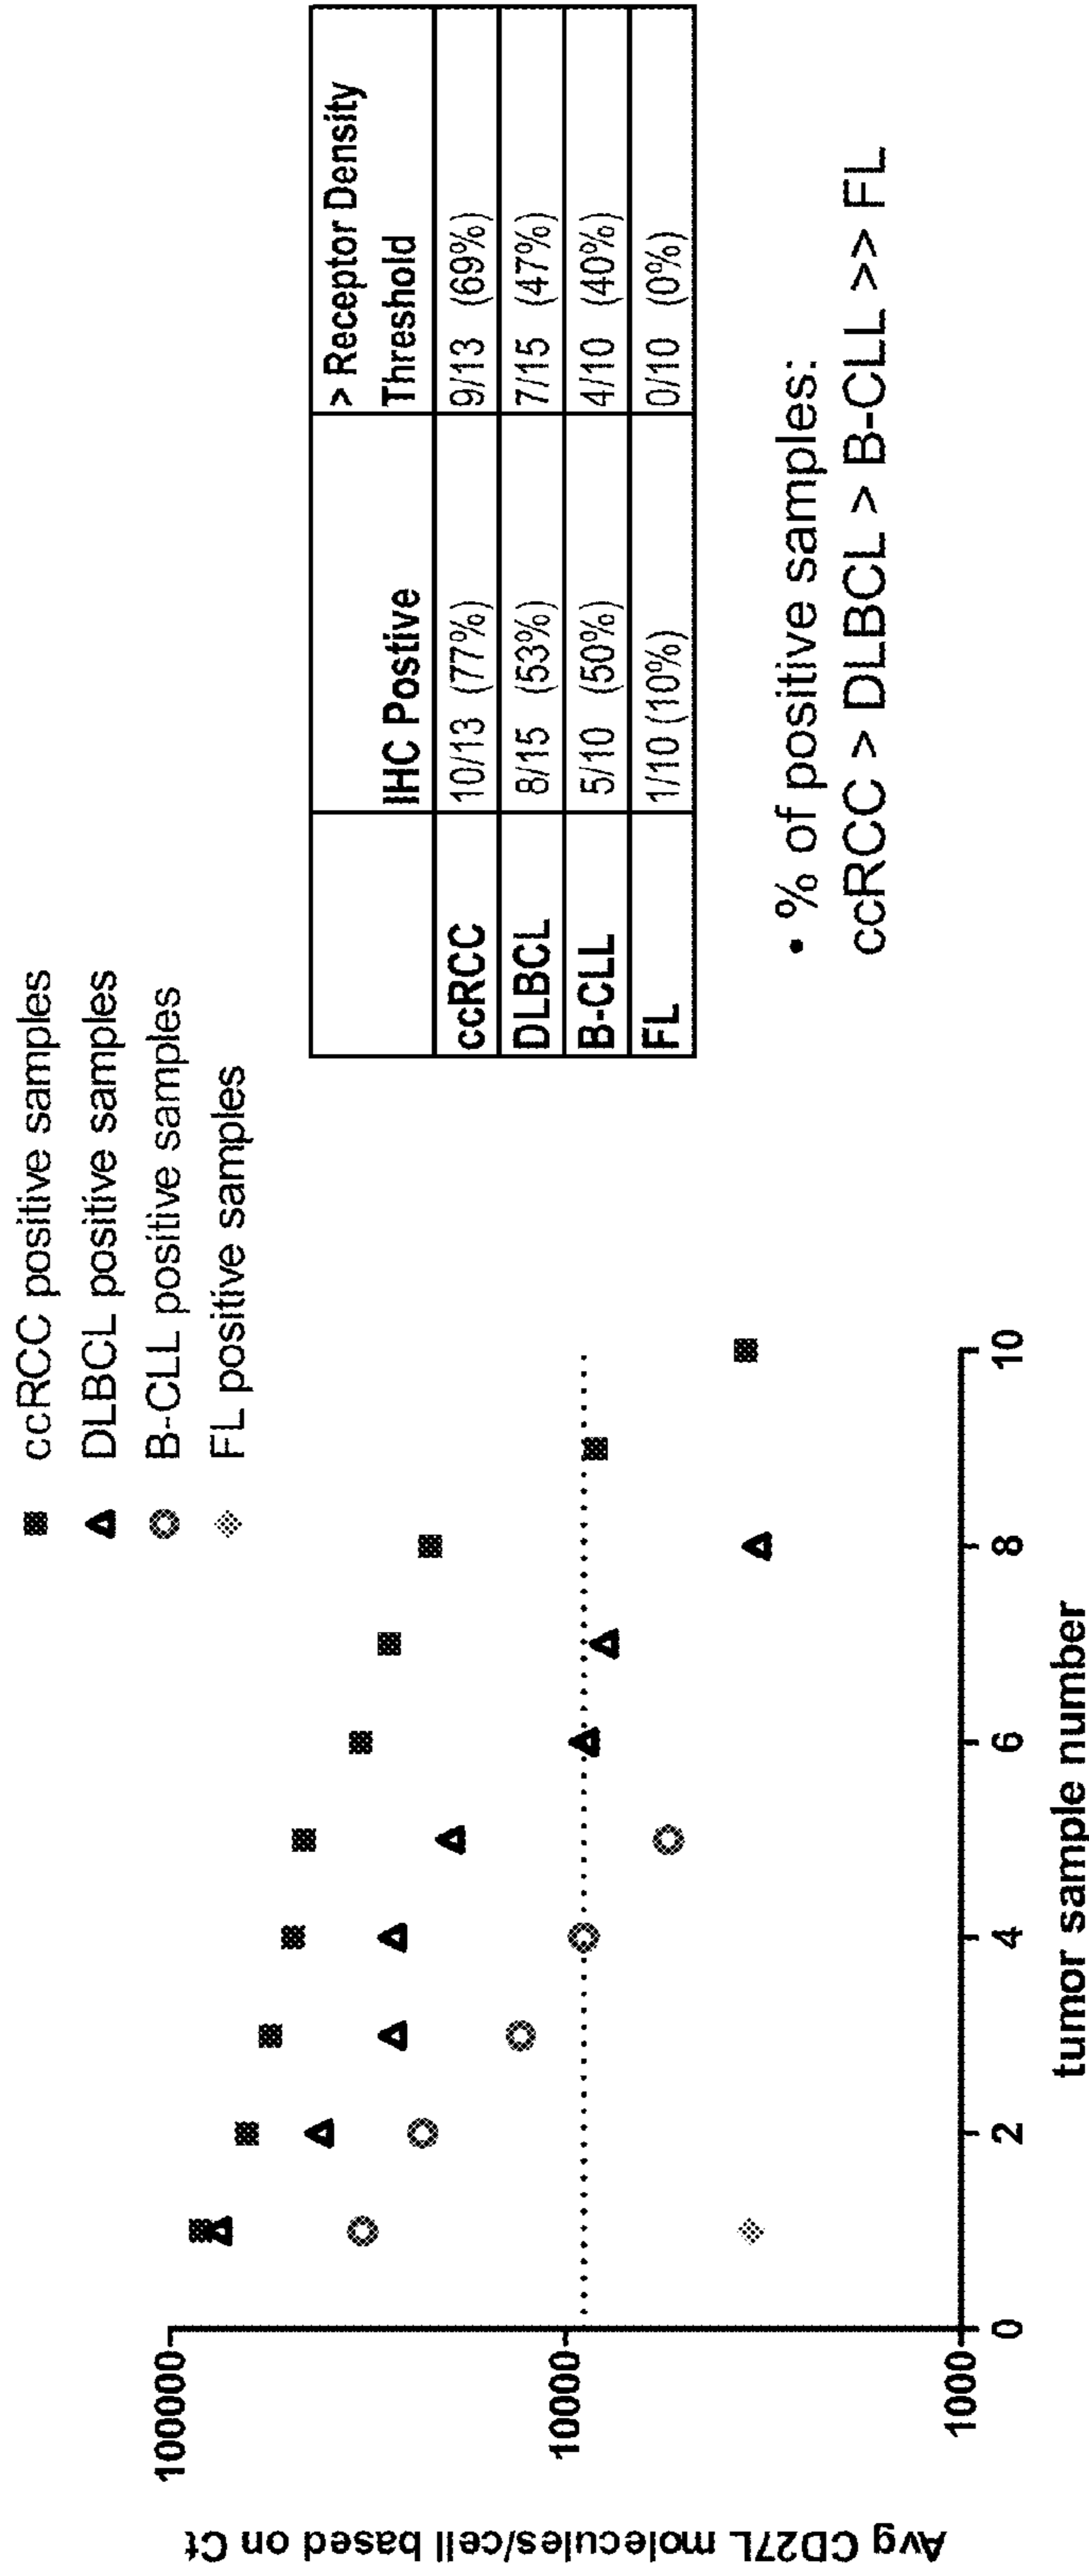 ccRCC positive samples
DLBCL positive samples
B-CLL positive samples
FL positive samples
Avg CD27L molecules/cell based on Ct
100000
10000
1000
0 2 4 6 8 10
tumor sample number
IHC Postive > Receptor Density Threshold
ccRCC 10/13 (77%) 9/13 (69%)
DLBCL 8/15 (53%) 7/15 (47%)
B-CLL 5/10 (50%) 4/10 (40%)
FL 1/10 (10%) 0/10 (0%)
• % of positive samples:
ccRCC > DLBCL > B-CLL >> FL